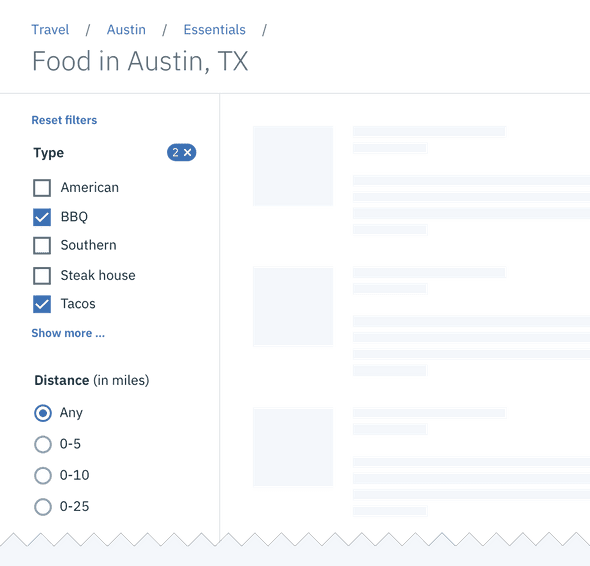 Travel / Austin / Essentials /
Food in Austin, TX
Reset filters
Type 2 ×
American
BBQ
Southern
Steak house
Tacos
Show more ...
Distance (in miles)
Any
0-5
0-10
0-25